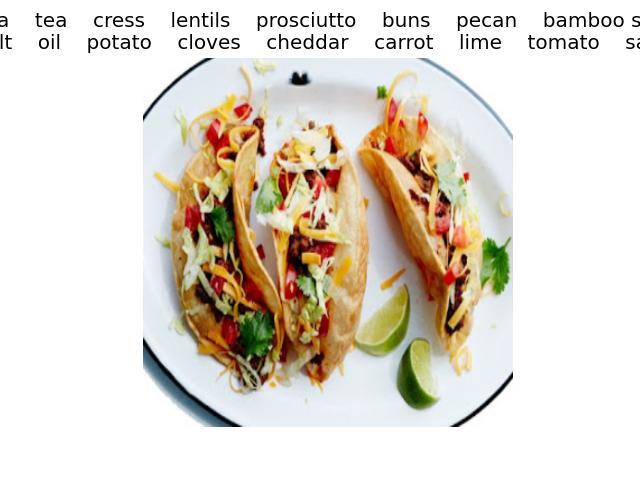 tea cress lentils prosciutto buns pecan bamboo
oil potato cloves cheddar carrot lime tomato